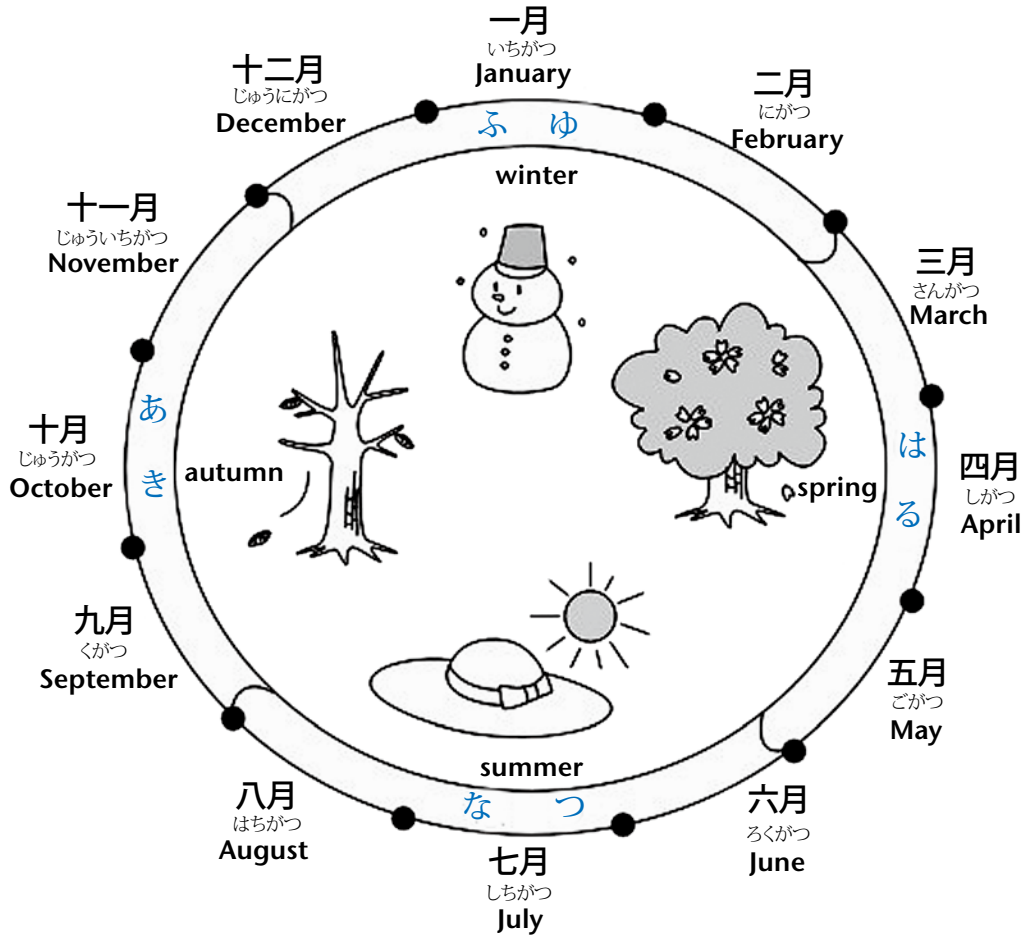 一月
いちがつ
January
二月
にがつ
February
三月
さんがつ
March
四月
しがつ
April
五月
ごがつ
May
六月
ろくがつ
June
七月
しちがつ
July
八月
はちがつ
August
九月
くがつ
September
十月
じゅうがつ
October
十一月
じゅういちがつ
November
十二月
じゅうにがつ
December
ふゆ
winter
はる
spring
なつ
summer
あき
autumn